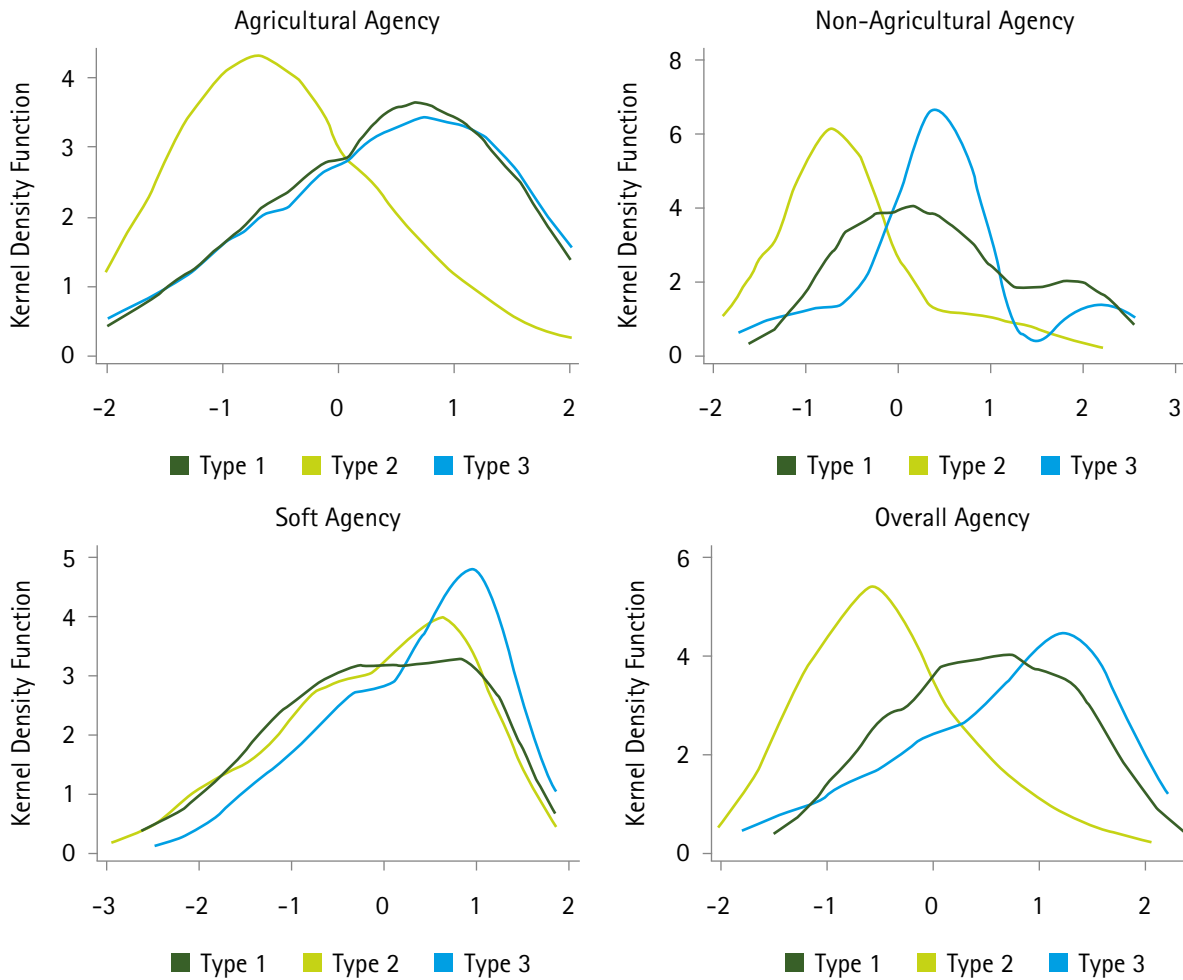 Agricultural Agency
Kernel Density Function
4
3
2
1
0
-2 -1 0 1 2
Type 1 Type 2 Type 3
Non-Agricultural Agency
Kernel Density Function
8
6
4
2
0
-2 -1 0 1 2 3
Type 1 Type 2 Type 3
Soft Agency
Kernel Density Function
5
4
3
2
1
0
-3 -2 -1 0 1 2
Type 1 Type 2 Type 3
Overall Agency
Kernel Density Function
6
4
2
0
-2 -1 0 1 2
Type 1 Type 2 Type 3